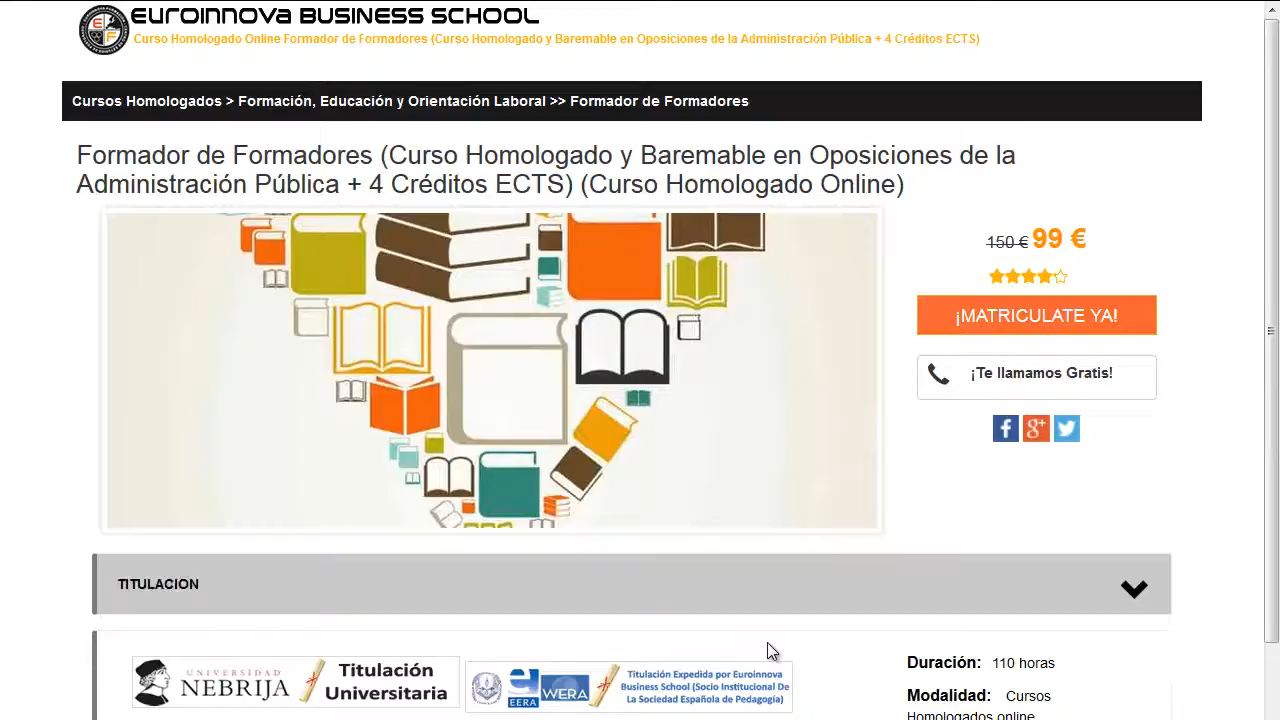 Euroinnova BUSINESS SCHOOL
Curso Homologado Online Formador de Formadores (Curso Homologado y Baremable en Oposiciones de la Administración Pública + 4 Créditos ECTS)
Cursos Homologados > Formación, Educación y Orientación Laboral >> Formador de Formadores
Formador de Formadores (Curso Homologado y Baremable en Oposiciones de la
Administración Pública + 4 Créditos ECTS) (Curso Homologado Online)
150 € 99 €
¡MATRICULATE YA!
¡Te llamamos Gratis!
TITULACION
UNIVERSIDAD
NEBRIJA
Titulación
Universitaria
EERA
WERA
Titulación Expedida por Euroinnova
Business School (Socio Institucional De
La Sociedad Española de Pedagogía)
Duración: 110 horas
Modalidad: Cursos
Homologados online